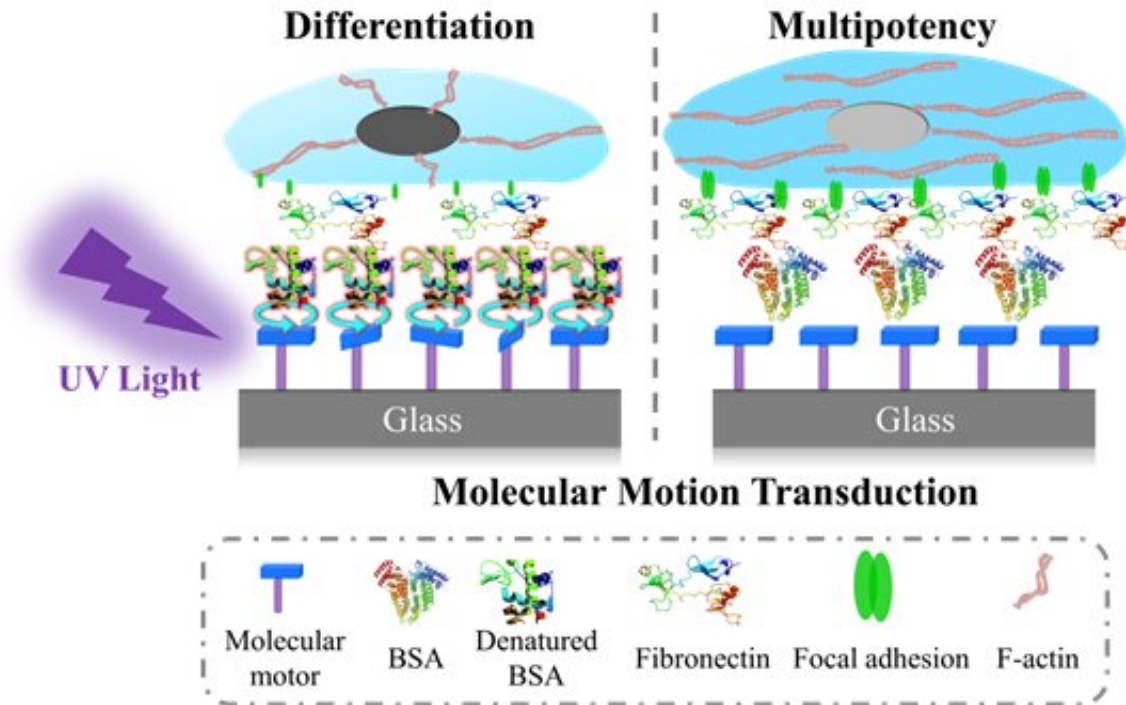 Differentiation
Multipotency
UV Light
Glass
Glass
Molecular Motion Transduction
Molecular
motor
BSA
Denatured
BSA
Fibronectin
Focal adhesion
F-actin